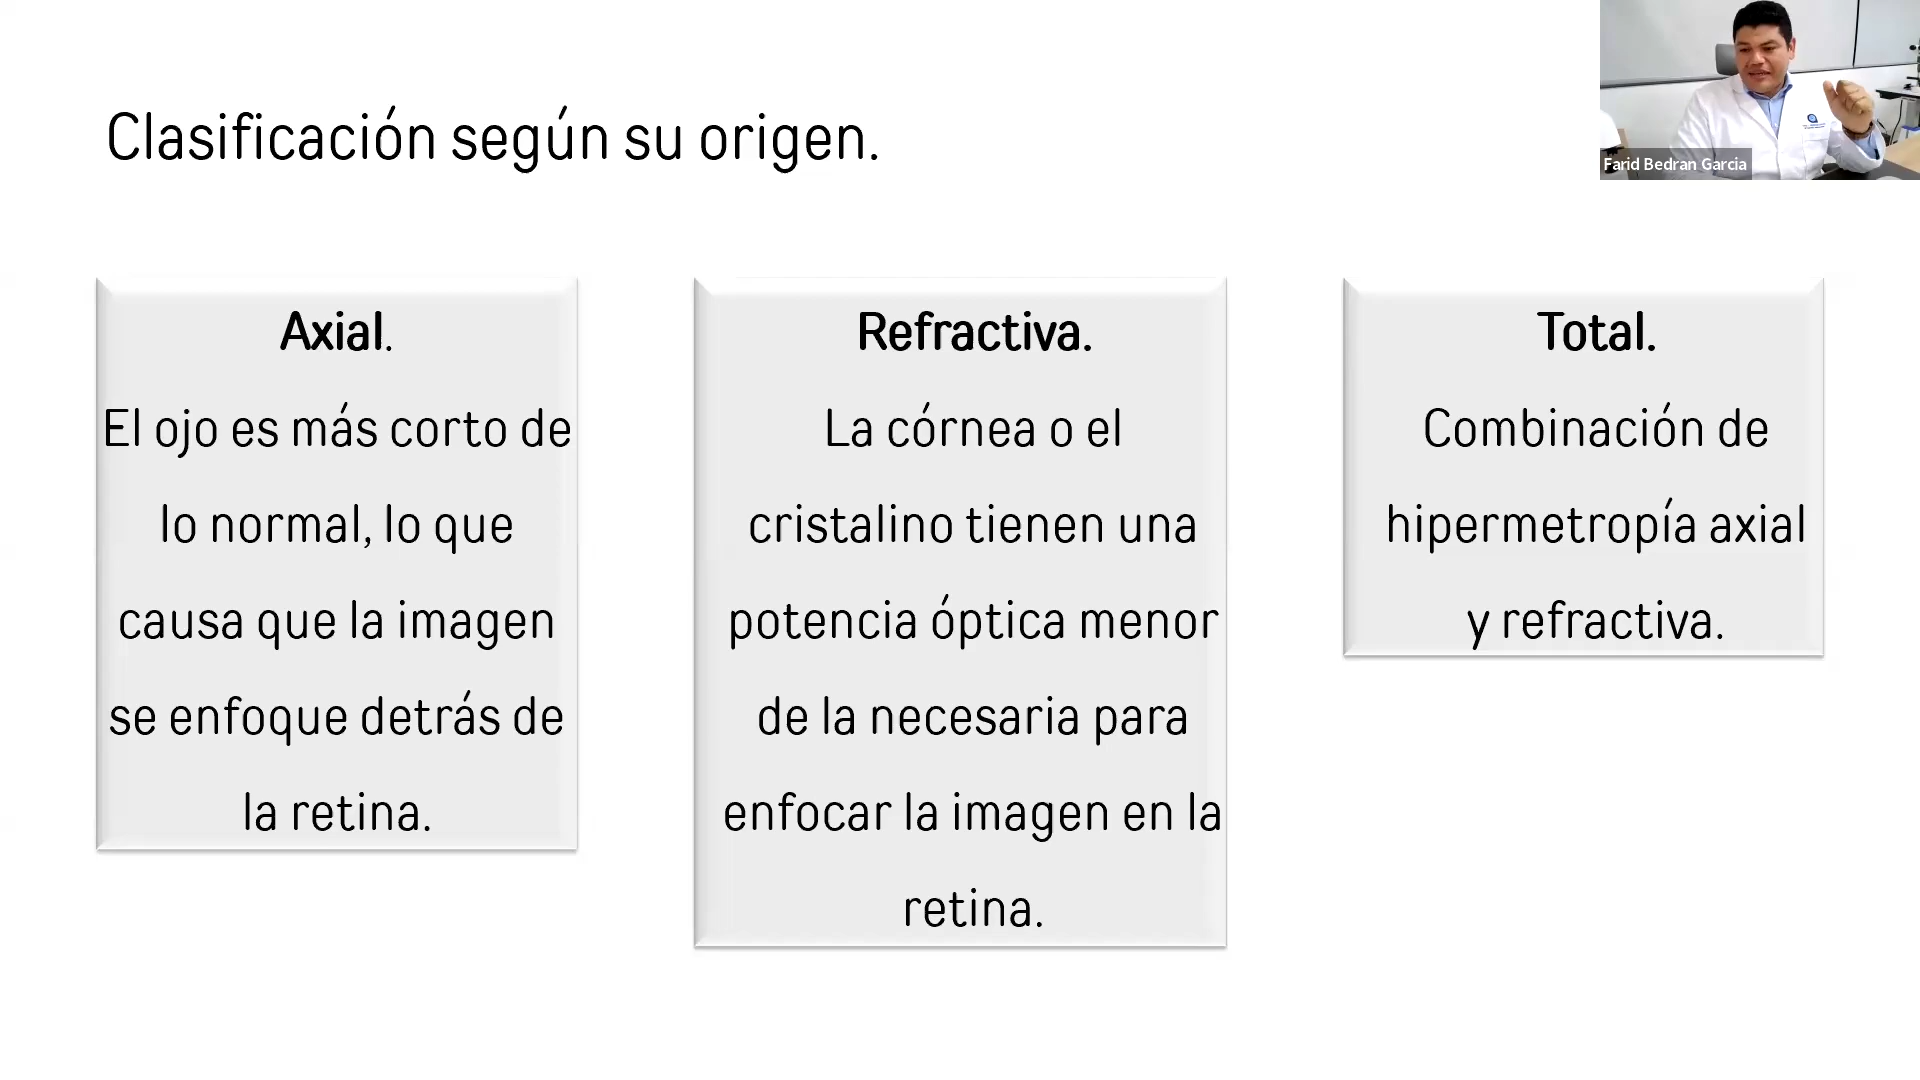 Clasificación según su origen.
Farid Bedran Garcia
Axial.
El ojo es más corto de
lo normal, lo que
causa que la imagen
se enfoque detrás de
la retina.
Refractiva.
La córnea o el
cristalino tienen una
potencia óptica menor
de la necesaria para
enfocar la imagen en la
retina.
Total.
Combinación de
hipermetropía axial
y refractiva.